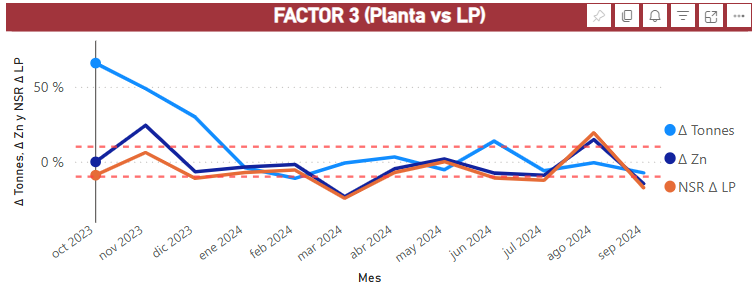 FACTOR 3 (Planta vs LP)
Δ Tonnes, Δ Zn y NSR Δ LP
50 %
0 %
Δ Tonnes
Δ Zn
NSR Δ LP
oct 2023
nov 2023
dic 2023
ene 2024
feb 2024
mar 2024
abr 2024
may 2024
jun 2024
jul 2024
ago 2024
sep 2024
Mes